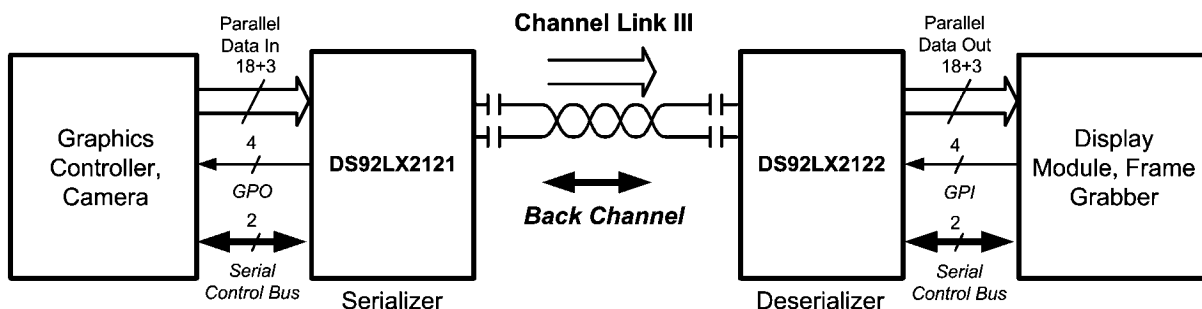 Channel Link III
Parallel
Data In
18+3
Parallel
Data Out
18+3
Graphics
Controller,
Camera
4
GPO
2
Serial
Control Bus
DS92LX2121
Serializer
Back Channel
DS92LX2122
Deserializer
4
GPI
2
Serial
Control Bus
Display
Module, Frame
Grabber